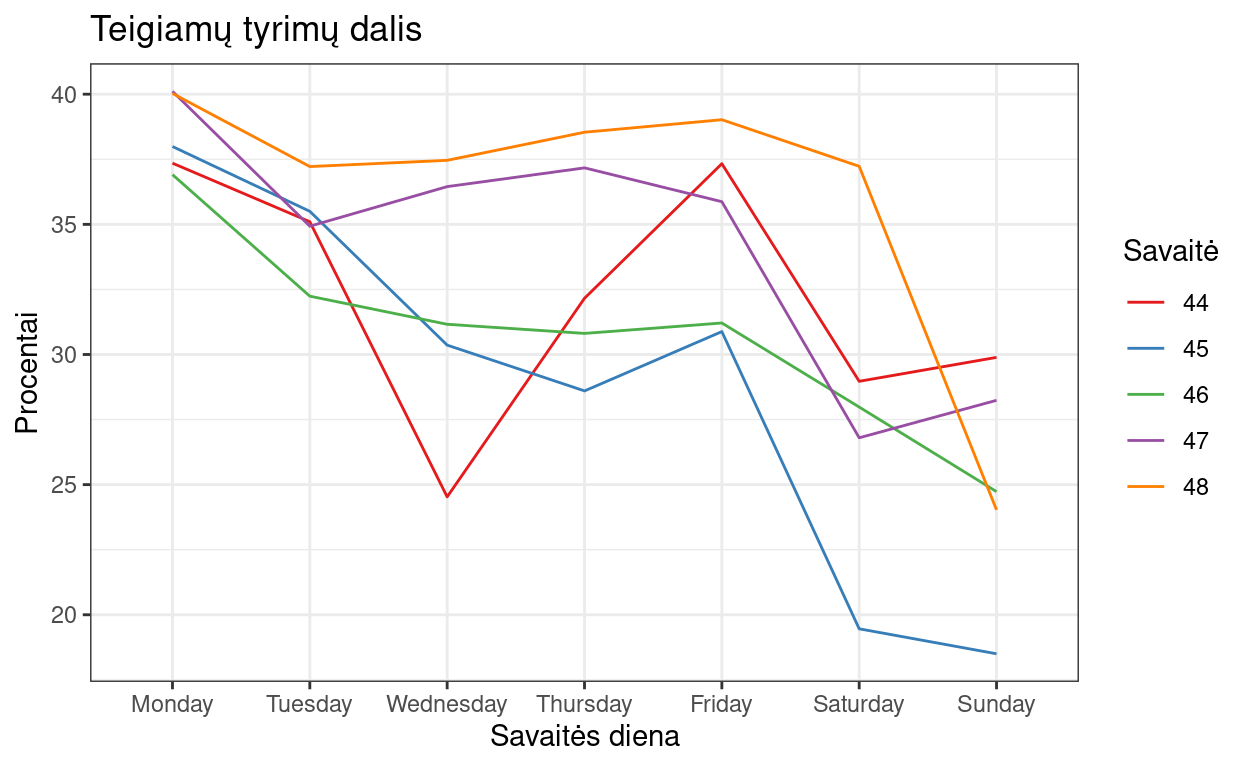 Teigiamų tyrimų dalis
Procentai
40
35
30
25
20
Monday Tuesday Wednesday Thursday Friday Saturday Sunday
Savaitės diena
Savaitė
44
45
46
47
48